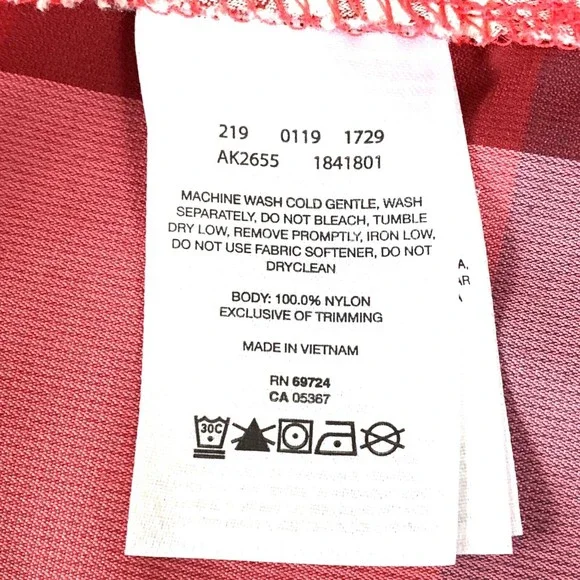 219 0119 1729
AK2655 1841801
MACHINE WASH COLD GENTLE, WASH
SEPARATELY, DO NOT BLEACH, TUMBLE
DRY LOW, REMOVE PROMPTLY, IRON LOW,
DO NOT USE FABRIC SOFTENER, DO NOT
DRYCLEAN
BODY: 100.0% NYLON
EXCLUSIVE OF TRIMMING
MADE IN VIETNAM
RN 69724
CA 05367
30C